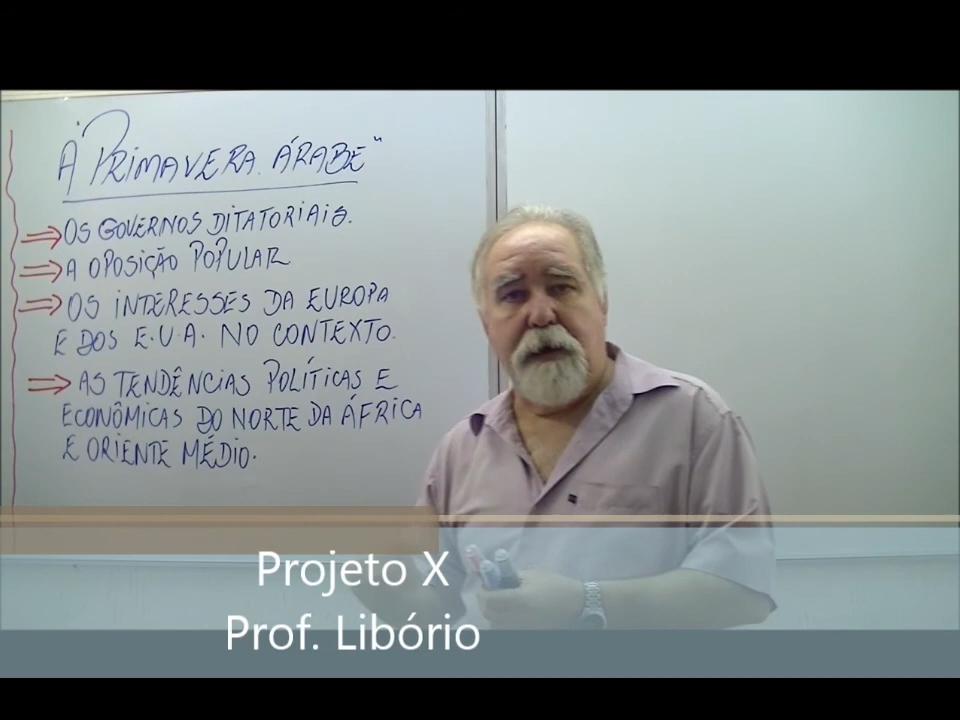 A "PRIMAVERA ÁRABE"
OS GOVERNOS DITATORIAIS.
A OPOSIÇÃO POPULAR
OS INTERESSES DA EUROPA
E DOS E.U.A. NO CONTEXTO.
AS TENDÊNCIAS POLÍTICAS E
ECONÔMICAS DO NORTE DA ÁFRICA
E ORIENTE MÉDIO.
Projeto X
Prof. Libório